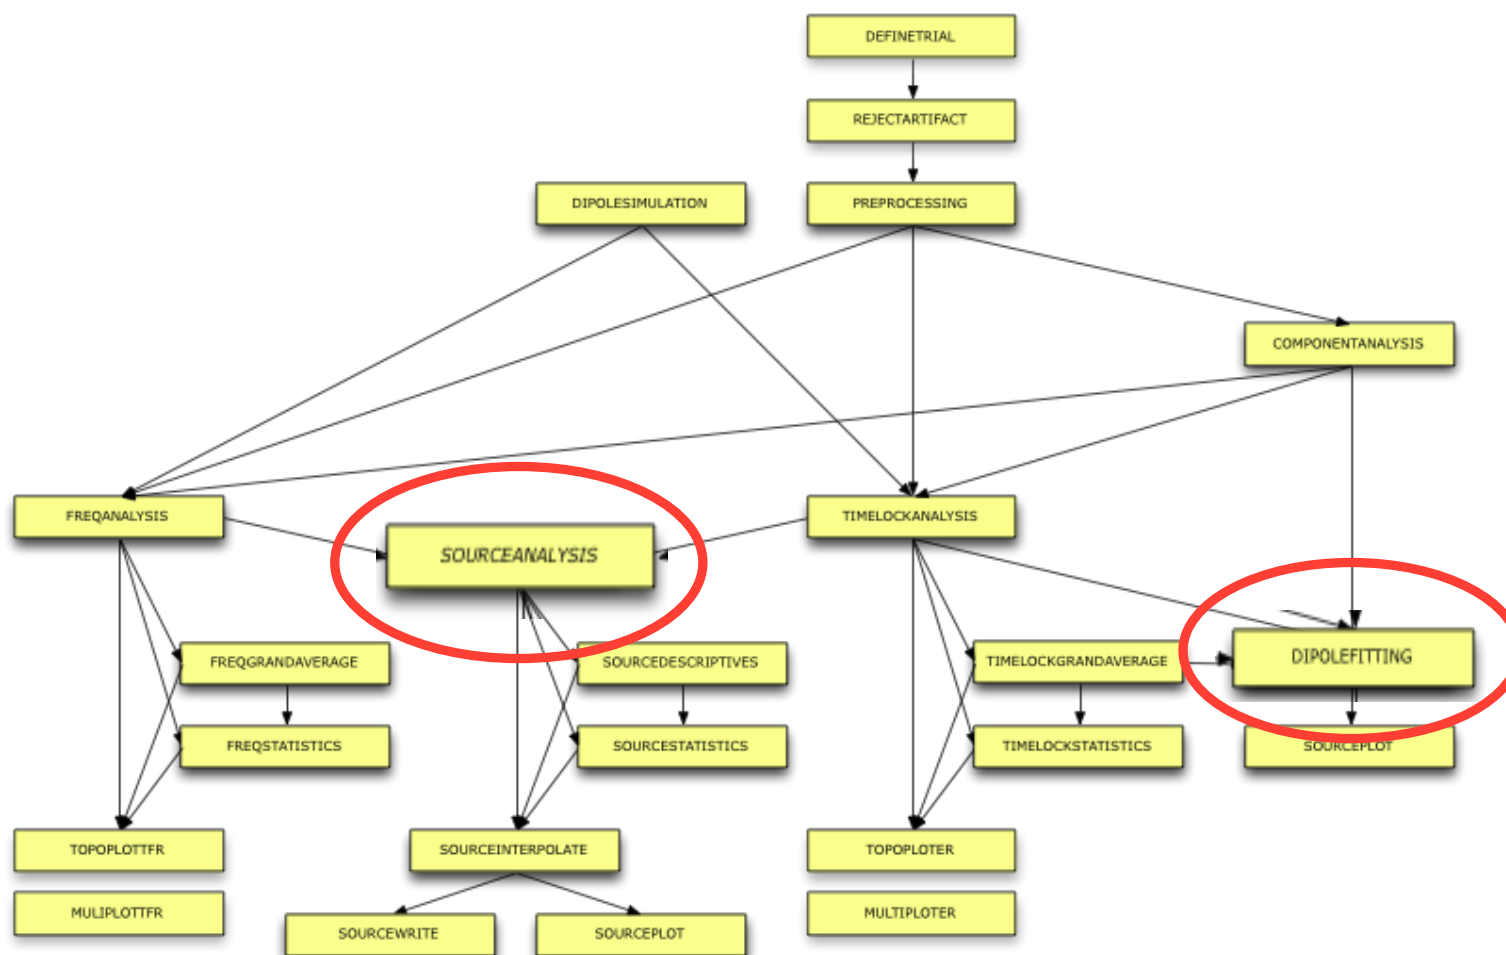 DEFINETRIAL
REJECTARTIFACT
DIPOLESIMULATION
PREPROCESSING
COMPONENTANALYSIS
FREQANALYSIS
SOURCEANALYSIS
TIMELOCKANALYSIS
FREQGRANDAVERAGE
SOURCEDESCRIPTIVES
TIMELOCKGRANDAVERAGE
DIPOLEFITTING
FREQSTATISTICS
SOURCESTATISTICS
TIMELOCKSTATISTICS
SOURCEPLOT
TOPOPLOTTFR
SOURCEINTERPOLATE
TOPOPLOTER
MULIPLOTTFR
MULTIPLOTER
SOURCEWRITE
SOURCEPLOT